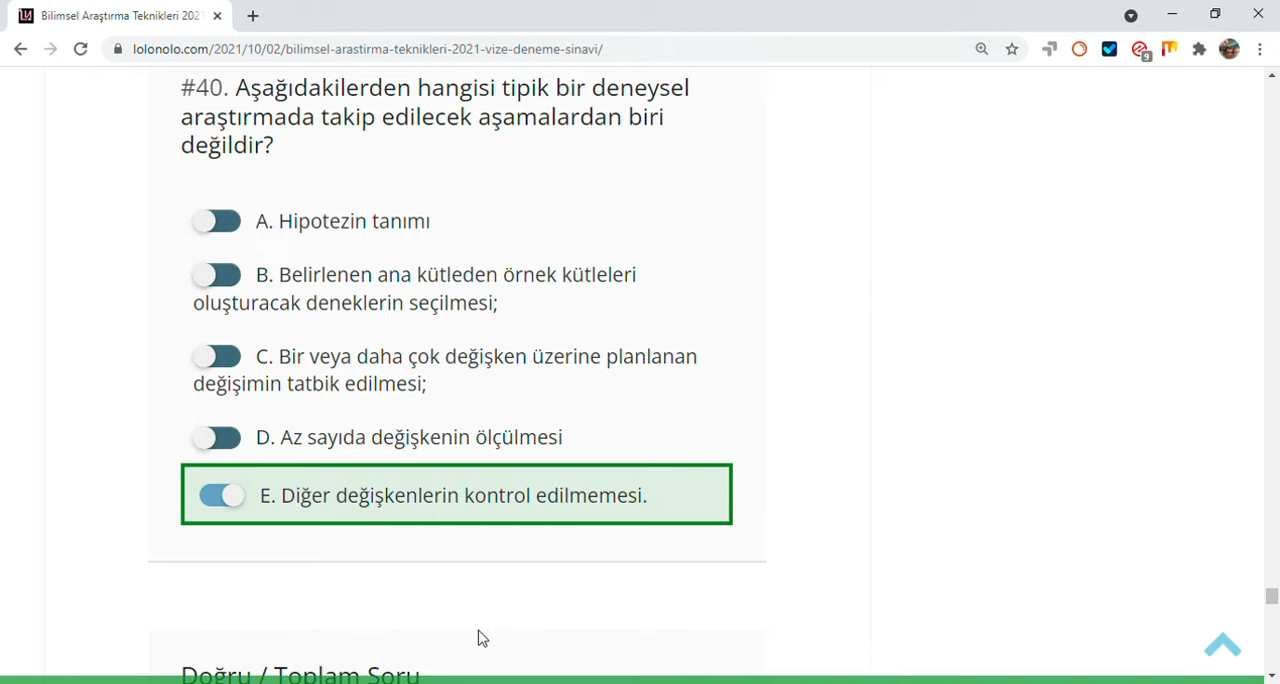 Bilimsel Araştırma Teknikleri 202
lolonolo.com/2021/10/02/bilimsel-arastirma-teknikleri-2021-vize-deneme-sinavi/
9
#40. Aşağıdakilerden hangisi tipik bir deneysel
araştırmada takip edilecek aşamalardan biri
değildir?
A. Hipotezin tanımı
B. Belirlenen ana kütleden örnek kütleleri
oluşturacak deneklerin seçilmesi;
C. Bir veya daha çok değişken üzerine planlanan
değişimin tatbik edilmesi;
D. Az sayıda değişkenin ölçülmesi
E. Diğer değişkenlerin kontrol edilmemesi.
Doğru / Toplam Soru